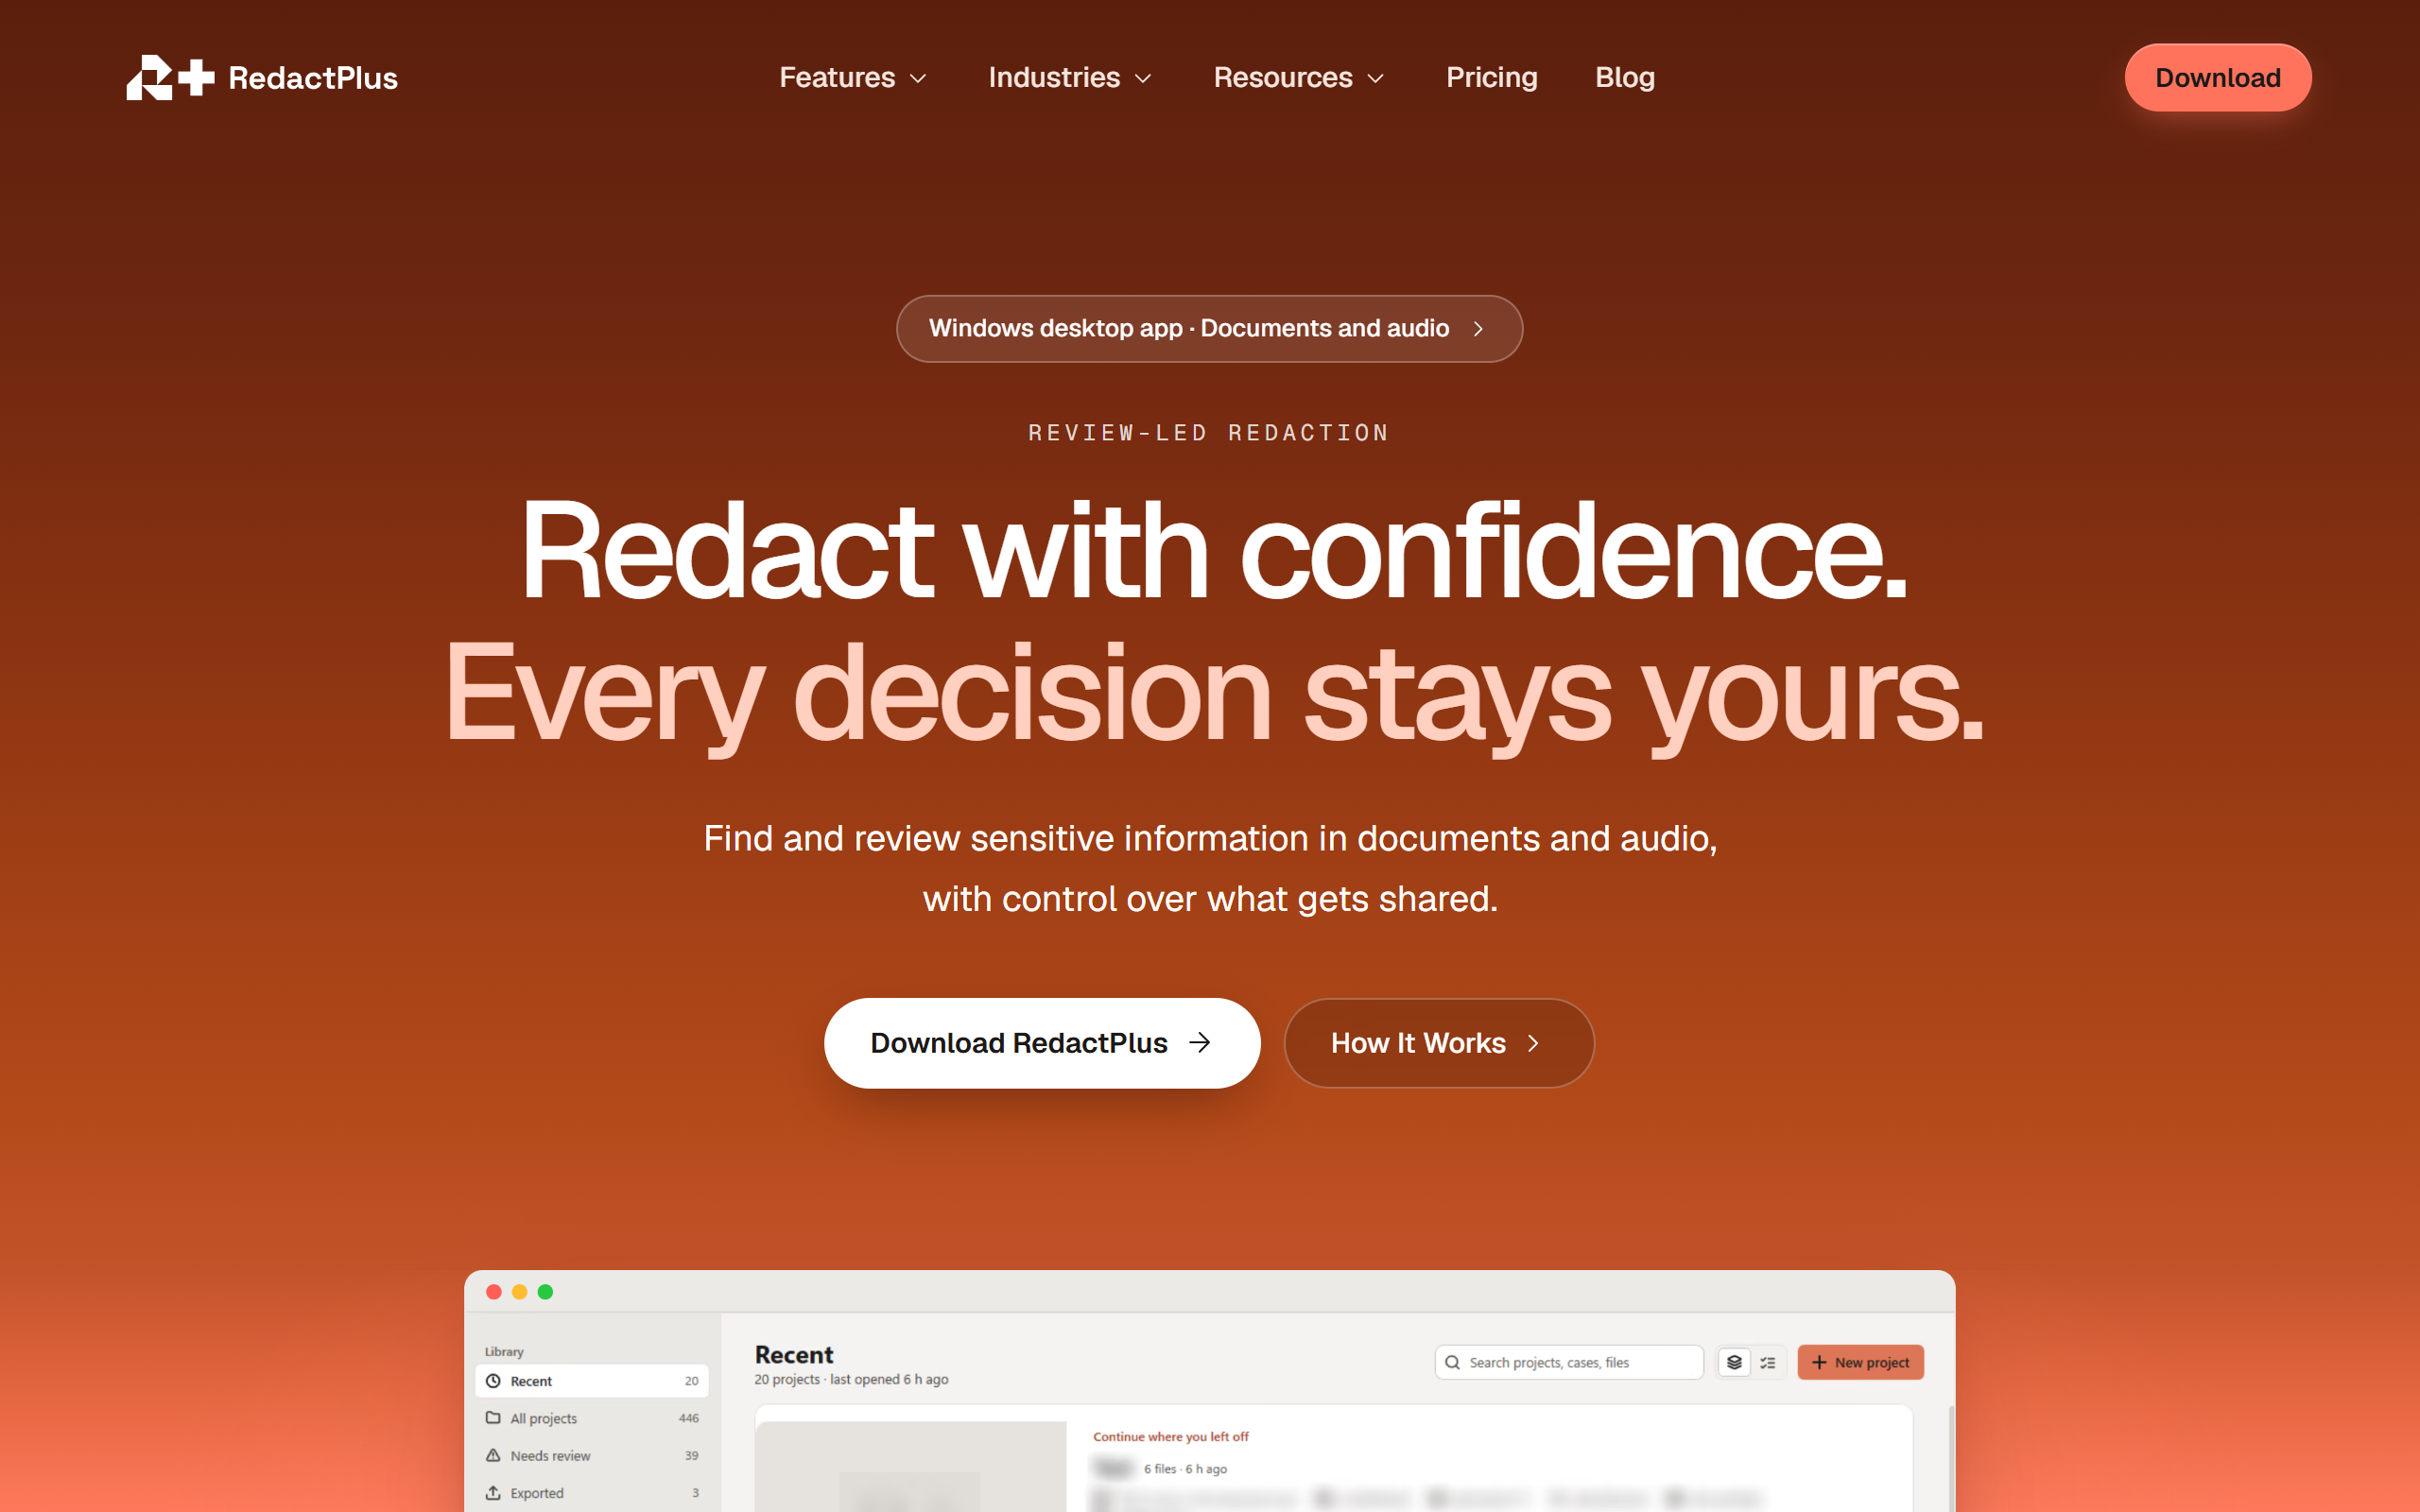 RedactPlus
Features
Industries
Resources
Pricing
Blog
Download
Windows desktop app · Documents and audio
REVIEW-LED REDACTION
Redact with confidence.
Every decision stays yours.
Find and review sensitive information in documents and audio,
with control over what gets shared.
Download RedactPlus
How It Works
Library
Recent 20
All projects 446
Needs review 39
Exported 3
Recent
20 projects · last opened 6 h ago
Search projects, cases, files
New project
Continue where you left off
6 files · 6 h ago